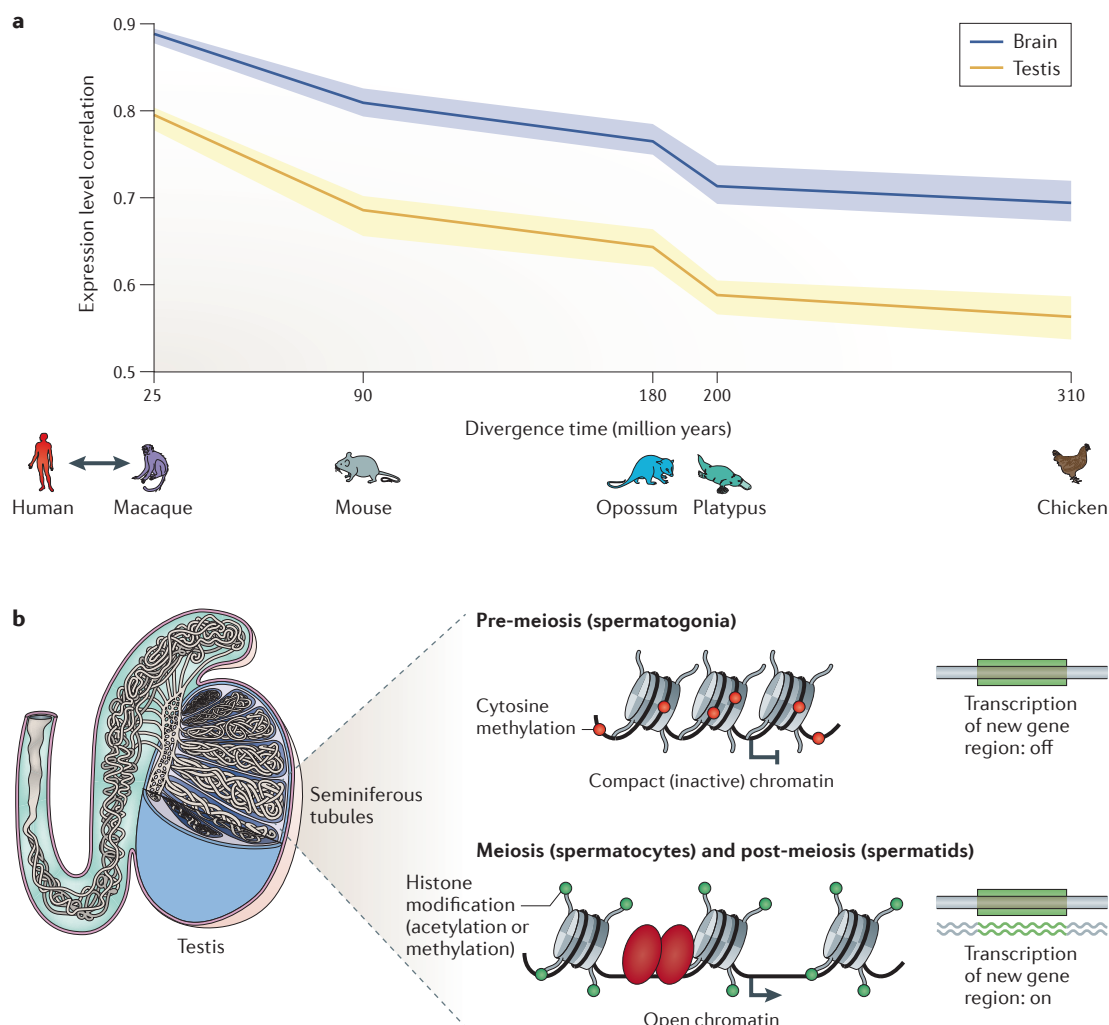 a
0.9
0.8
0.7
0.6
0.5
Expression level correlation
Brain
Testis
25
90
180
200
310
Divergence time (million years)
Human
Macaque
Mouse
Opossum
Platypus
Chicken
b
Testis
Seminiferous
tubules
Pre-meiosis (spermatogonia)
Cytosine
methylation
Compact (inactive) chromatin
Transcription
of new gene
region: off
Meiosis (spermatocytes) and post-meiosis (spermatids)
Histone
modification
(acetylation or
methylation)
Open chromatin
Transcription
of new gene
region: on